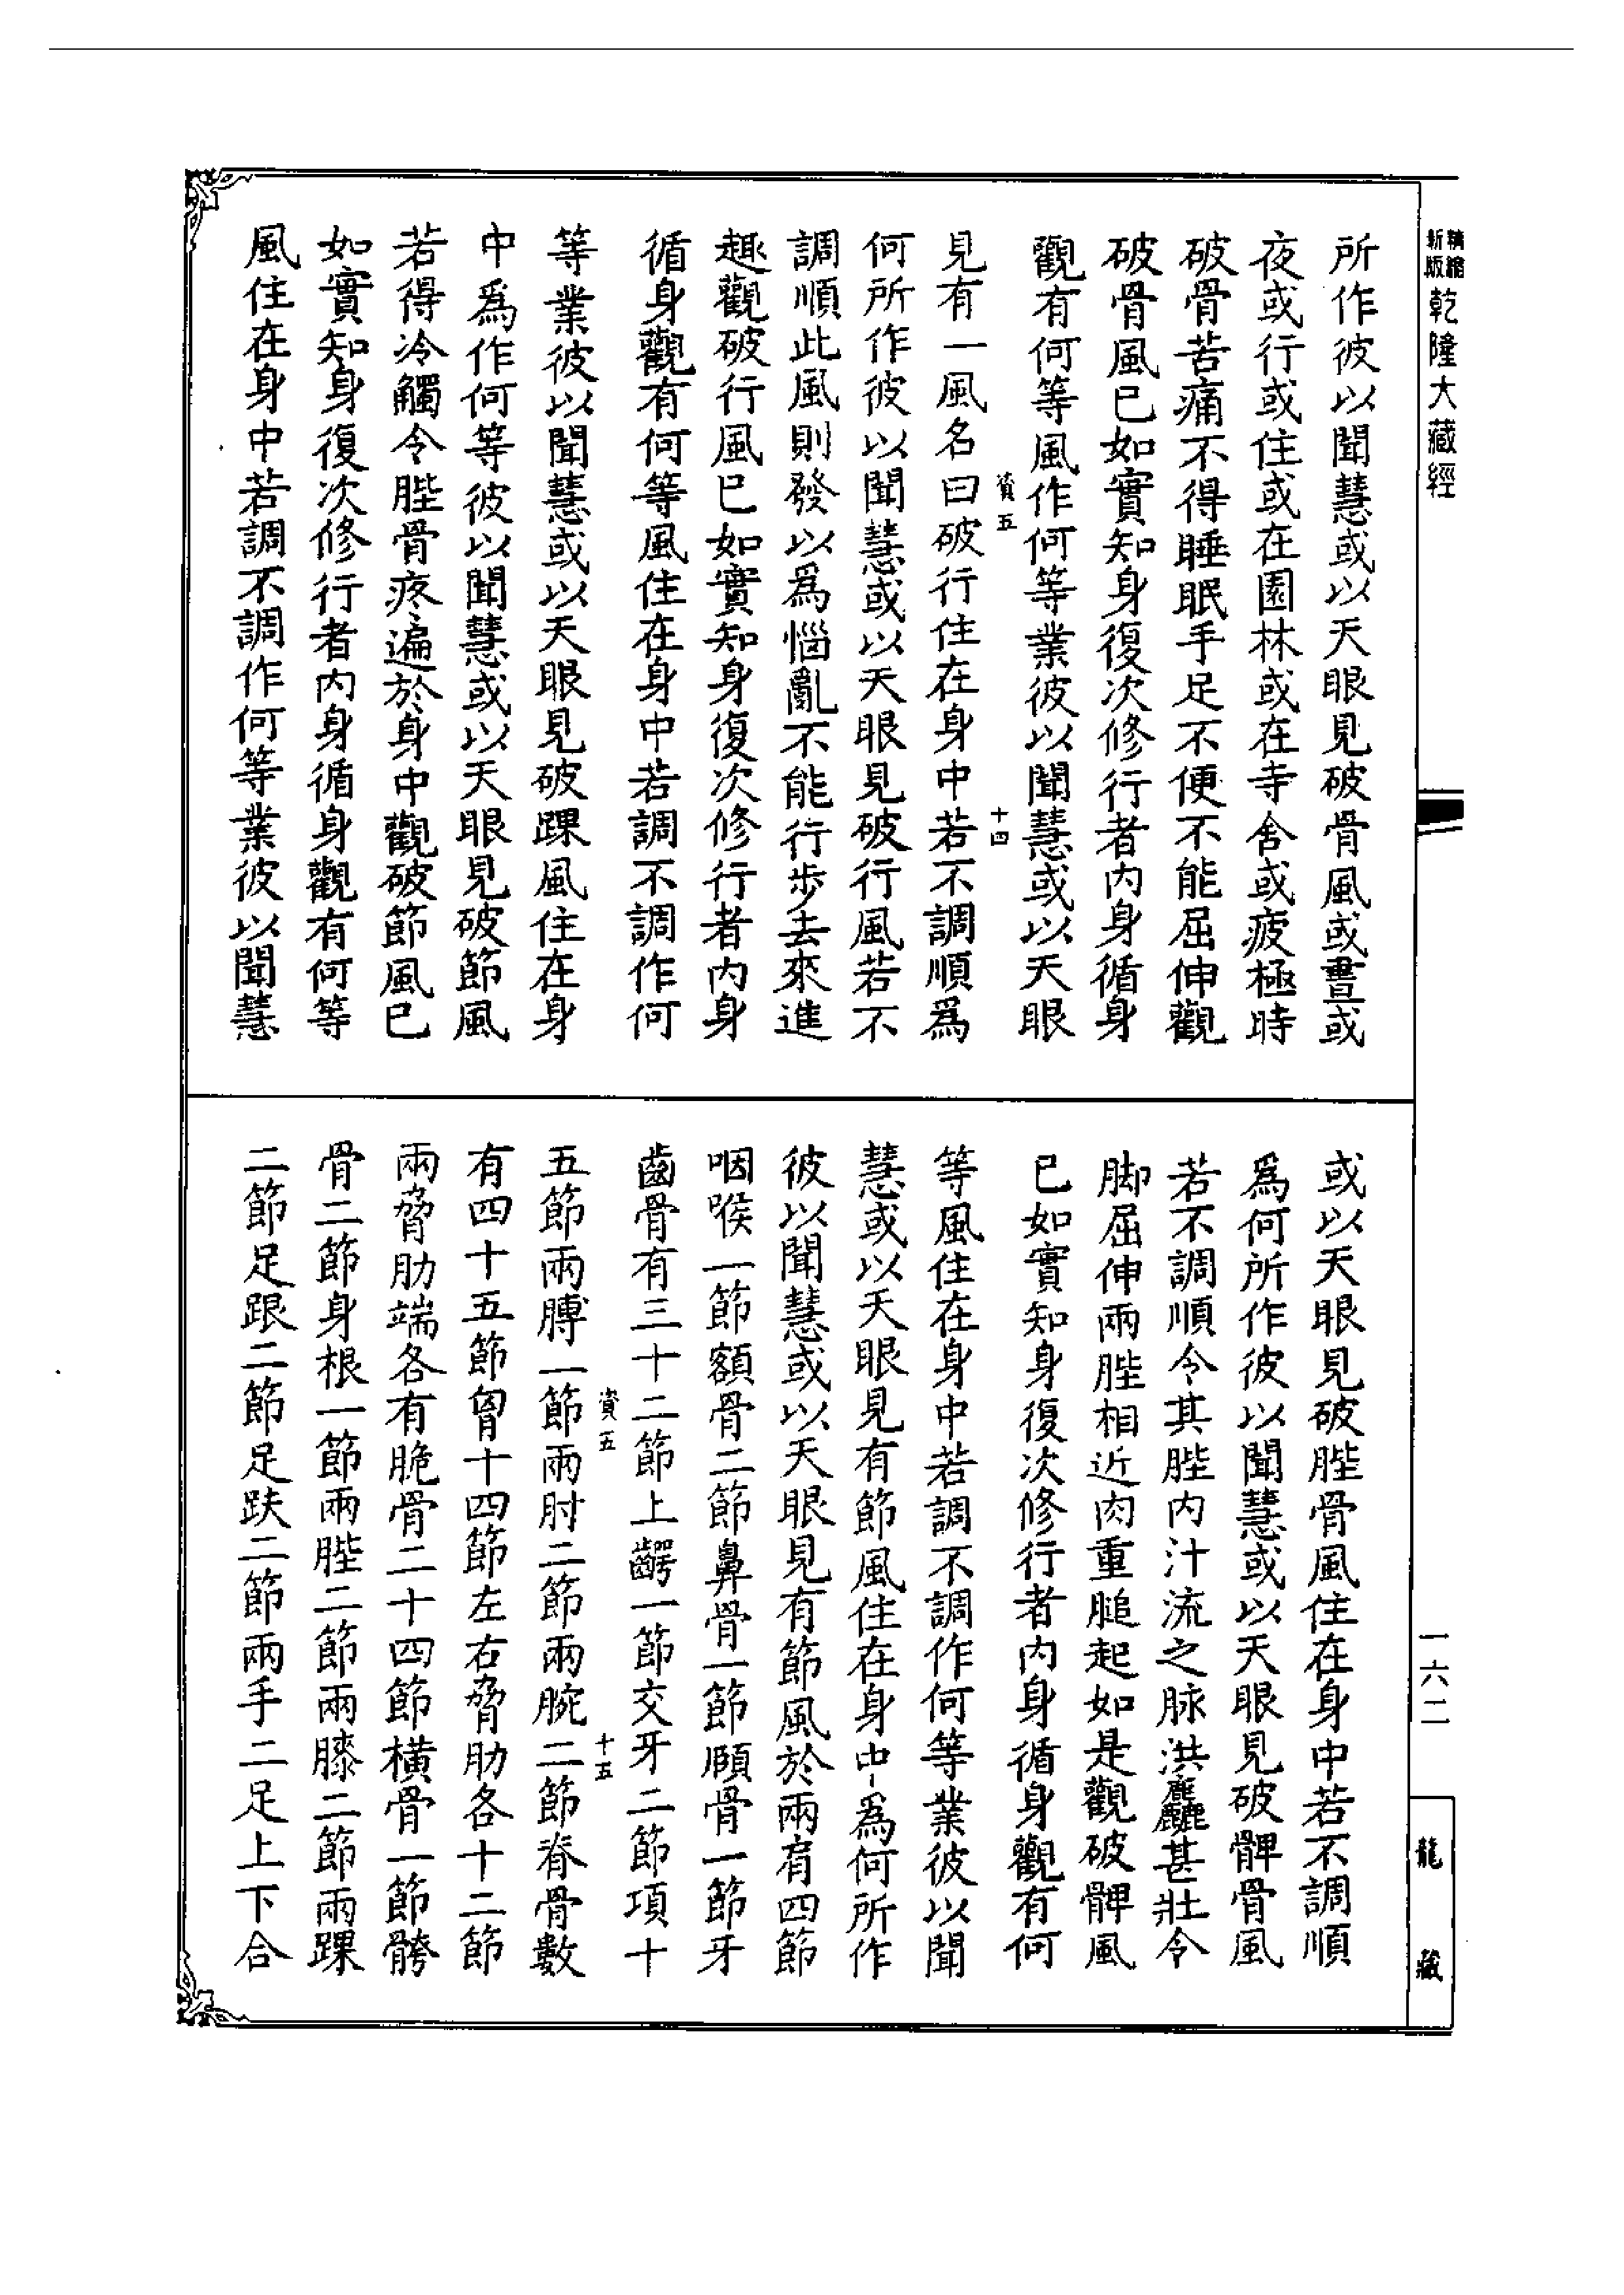 精縮新版乾隆大藏經
所作彼以聞慧或以天眼見破骨風或晝或
夜或行或住或在園林或在寺舍或疲極時
破骨苦痛不得睡眠手足不便不能屈伸觀
破骨風已如實知身復次修行者内身循身
觀有何等風作何等業彼以聞慧或以天眼
資五 十四
見有一風名曰破行住在身中若不調順爲
何所作彼以聞慧或以天眼見破行風若不
調順此風則發以爲惱亂不能行步去來進
趣觀破行風已如實知身復次修行者内身
循身觀有何等風住在身中若調不調作何
等業彼以聞慧或以天眼見破踝風住在身
中爲作何等彼以聞慧或以天眼見破節風
若得冷觸令䏶骨疼遍於身中觀破節風已
如實知身復次修行者内身循身觀有何等
風住在身中若調不調作何等業彼以聞慧
或以天眼見破䏶骨風住在身中若不調順
爲何所作彼以聞慧或以天眼見破髀骨風
若不調順令其䏶内汁流之脉洪麤甚壯令
脚屈伸兩䏶相近肉重膇起如是觀破髀風
已如實知身復次修行者内身循身觀有何
等風住在身中若調不調作何等業彼以聞
慧或以天眼見有節風住在身中爲何所作
彼以聞慧或以天眼見有節風於兩肩四節
咽喉一節額骨二節鼻骨一節頤骨一節牙
齒骨有三十二節上齶一節交牙二節項十
資五 十五
五節兩膊一節兩肘二節兩腕二節脊骨數
有四十五節胷十四節左右脅肋各十二節
兩脅肋端各有脆骨二十四節橫骨一節骻
骨二節身根一節兩䏶二節兩膝二節兩踝
二節足跟二節足趺二節兩手二足上下合
一六二
龍藏